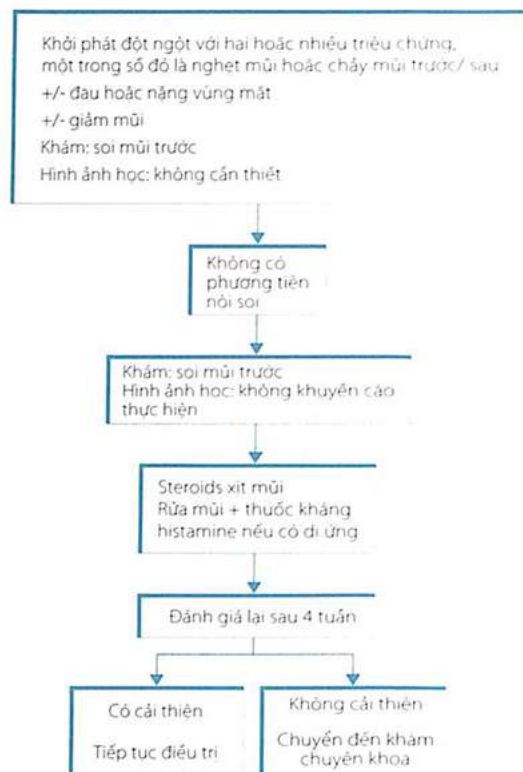 Khởi phát đột ngột với hai hoặc nhiều triệu chứng,
một trong số đó là nghẹt mũi hoặc chảy mũi trước/ sau
+/- đau hoặc nặng vùng mặt
+/- giảm mũi
Khám: soi mũi trước
Hình ảnh học: không cần thiết
Không có
phương tiện
nội soi
Khám: soi mũi trước
Hình ảnh học: không khuyến cáo
thực hiện
Steroids xịt mũi
Rửa mũi + thuốc kháng
histamine nếu có dị ứng
Đánh giá lại sau 4 tuần
Có cải thiện
Tiếp tục điều trị
Không cải thiện
Chuyển đến khám
chuyên khoa